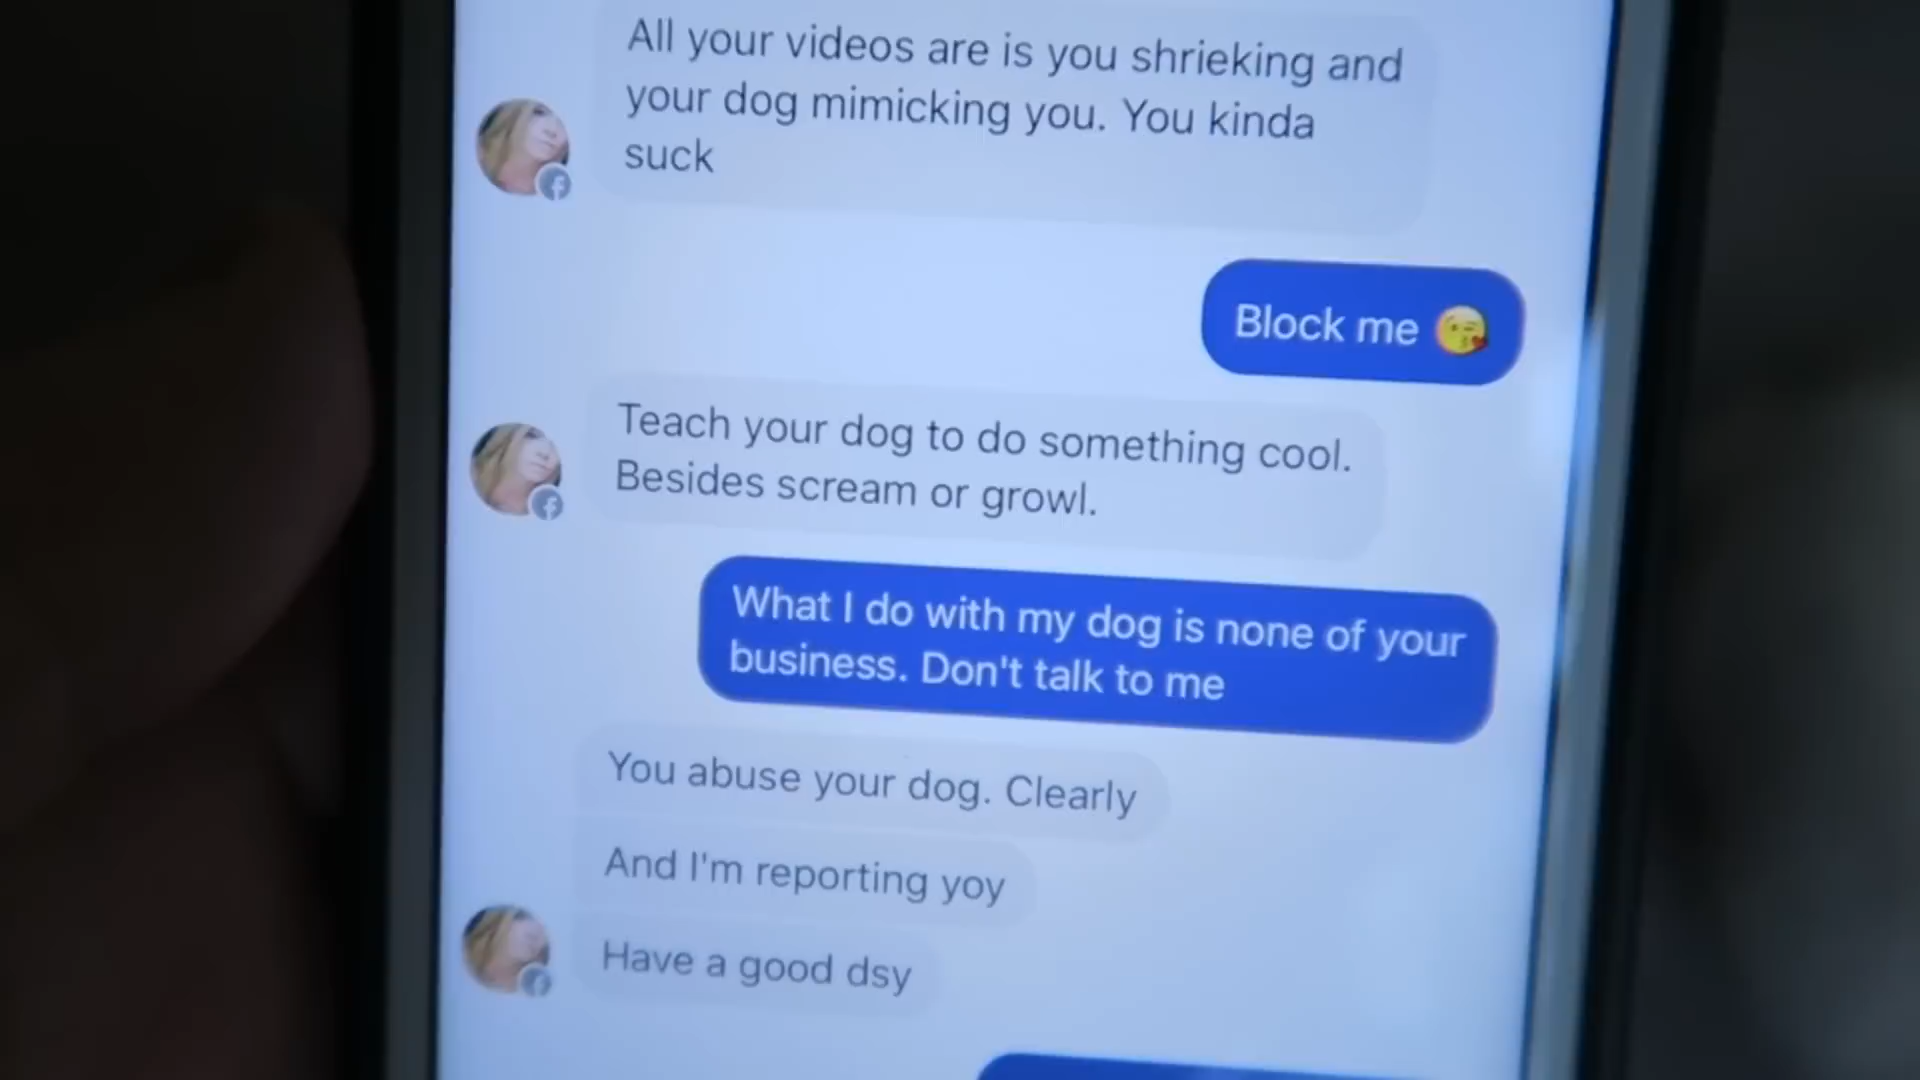 All your videos are is you shrieking and
your dog mimicking you. You kinda
suck
Block me 😘
Teach your dog to do something cool.
Besides scream or growl.
What I do with my dog is none of your
business. Don't talk to me
You abuse your dog. Clearly
And I'm reporting yoy
Have a good dsy